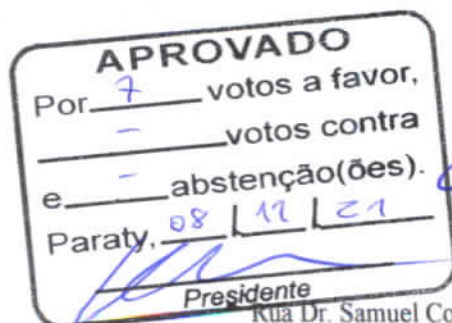 APROVADO
Por 7 votos a favor,
- votos contra
e - abstenção(ões).
Paraty, 08 / 11 / 21
Presidente
Rua Dr. Samuel Co